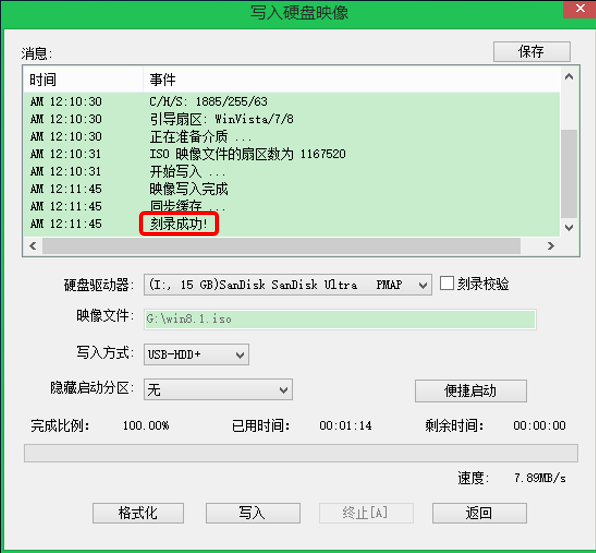 写入硬盘映像
消息:
保存
时间 事件
AM 12:10:30 C/H/S: 1885/255/63
AM 12:10:30 引导扇区: WinVista/7/8
AM 12:10:30 正在准备介质 ...
AM 12:10:31 ISO 映像文件的扇区数为 1167520
AM 12:10:31 开始写入 ...
AM 12:11:45 映像写入完成
AM 12:11:45 同步缓存 ...
AM 12:11:45 刻录成功!
硬盘驱动器: (I:, 15 GB)SanDisk SanDisk Ultra PMAP 刻录校验
映像文件: G:\win8.1.iso
写入方式: USB-HDD+
隐藏启动分区: 无 便捷启动
完成比例: 100.00% 已用时间: 00:01:14 剩余时间: 00:00:00
速度: 7.89MB/s
格式化 写入 终止[A] 返回